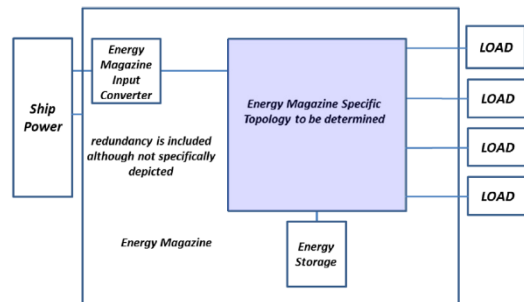 Ship
Power
Energy
Magazine
Input
Converter
redundancy is included
although not specifically
depicted
Energy Magazine
Energy Magazine Specific
Topology to be determined
Energy
Storage
LOAD
LOAD
LOAD
LOAD